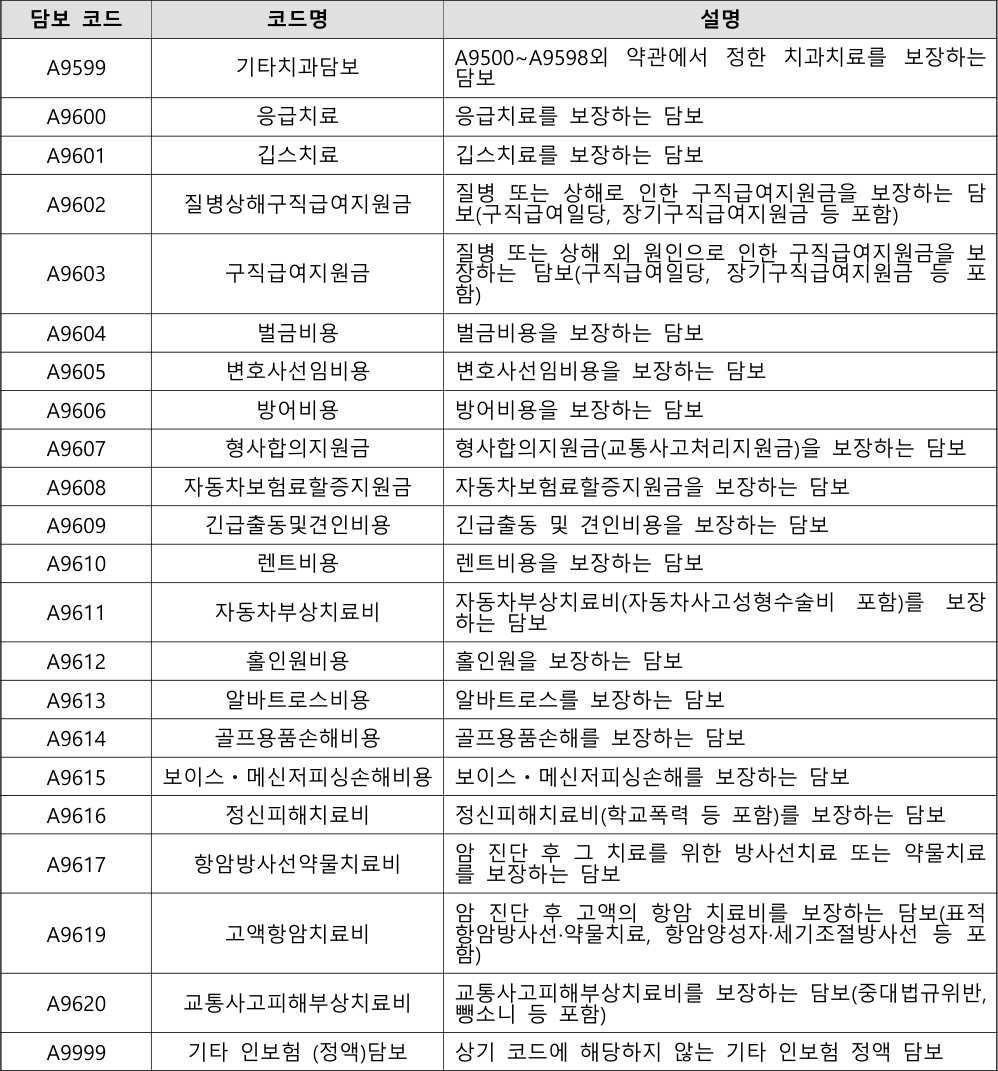 담보 코드 코드명 설명
A9599 기타치과담보 A9500~A9598외 약관에서 정한 치과치료를 보장하는
담보
A9600 응급치료 응급치료를 보장하는 담보
A9601 깁스치료 깁스치료를 보장하는 담보
A9602 질병상해구직급여지원금 질병 또는 상해로 인한 구직급여지원금을 보장하는 담
보(구직급여일당, 장기구직급여지원금 등 포함)
A9603 구직급여지원금 질병 또는 상해 외 원인으로 인한 구직급여지원금을 보
장하는 담보(구직급여일당, 장기구직급여지원금 등 포
함)
A9604 벌금비용 벌금비용을 보장하는 담보
A9605 변호사선임비용 변호사선임비용을 보장하는 담보
A9606 방어비용 방어비용을 보장하는 담보
A9607 형사합의지원금 형사합의지원금(교통사고처리지원금)을 보장하는 담보
A9608 자동차보험료할증지원금 자동차보험료할증지원금을 보장하는 담보
A9609 긴급출동및견인비용 긴급출동 및 견인비용을 보장하는 담보
A9610 렌트비용 렌트비용을 보장하는 담보
A9611 자동차부상치료비 자동차부상치료비(자동차사고성형수술비 포함)를 보장
하는 담보
A9612 홀인원비용 홀인원을 보장하는 담보
A9613 알바트로스비용 알바트로스를 보장하는 담보
A9614 골프용품손해비용 골프용품손해를 보장하는 담보
A9615 보이스・메신저피싱손해비용 보이스・메신저피싱손해를 보장하는 담보
A9616 정신피해치료비 정신피해치료비(학교폭력 등 포함)를 보장하는 담보
A9617 항암방사선약물치료비 암 진단 후 그 치료를 위한 방사선치료 또는 약물치료
를 보장하는 담보
A9619 고액항암치료비 암 진단 후 고액의 항암 치료비를 보장하는 담보(표적
항암방사선·약물치료, 항암양성자·세기조절방사선 등 포
함)
A9620 교통사고피해부상치료비 교통사고피해부상치료비를 보장하는 담보(중대법규위반,
뺑소니 등 포함)
A9999 기타 인보험 (정액)담보 상기 코드에 해당하지 않는 기타 인보험 정액 담보